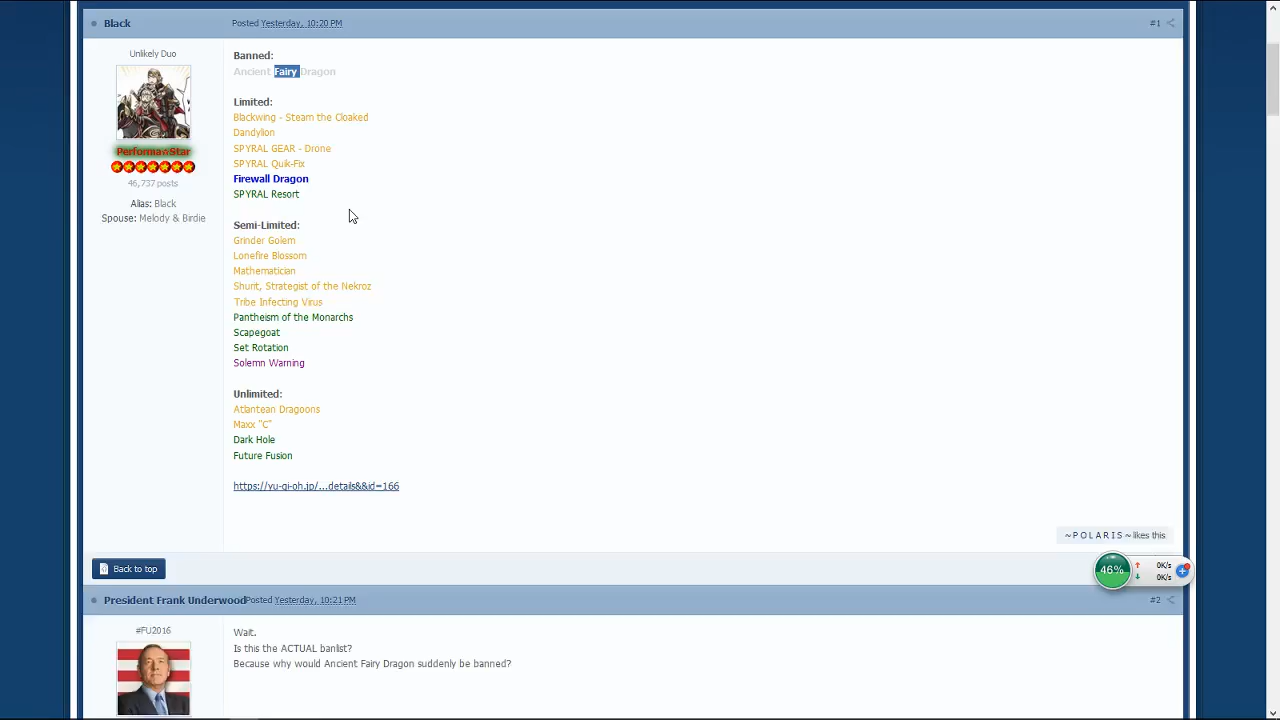 Black
Posted Yesterday, 10:20 PM
#1
Unlikely Duo
Performa☆Star
46,737 posts
Alias: Black
Spouse: Melody & Birdie
Banned:
Ancient Fairy Dragon
Limited:
Blackwing - Steam the Cloaked
Dandylion
SPYRAL GEAR - Drone
SPYRAL Quik-Fix
Firewall Dragon
SPYRAL Resort
Semi-Limited:
Grinder Golem
Lonefire Blossom
Mathematician
Shurit, Strategist of the Nekroz
Tribe Infecting Virus
Pantheism of the Monarchs
Scapegoat
Set Rotation
Solemn Warning
Unlimited:
Atlantean Dragoons
Maxx "C"
Dark Hole
Future Fusion
https://yu-gi-oh.jp/...details&&id=166
~P O L A R I S ~ likes this
Back to top
46%
0K/s
0K/s
President Frank Underwood
Posted Yesterday, 10:21 PM
#2
#FU2016
Wait.
Is this the ACTUAL banlist?
Because why would Ancient Fairy Dragon suddenly be banned?